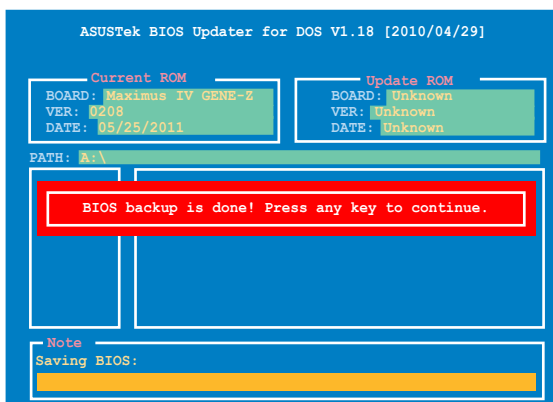 ASUSTek BIOS Updater for DOS V1.18 [2010/04/29]
Current ROM
BOARD: Maximus IV GENE-Z
VER: 0208
DATE: 05/25/2011
Update ROM
BOARD: Unknown
VER: Unknown
DATE: Unknown
PATH: A:\
BIOS backup is done! Press any key to continue.
Note
Saving BIOS: